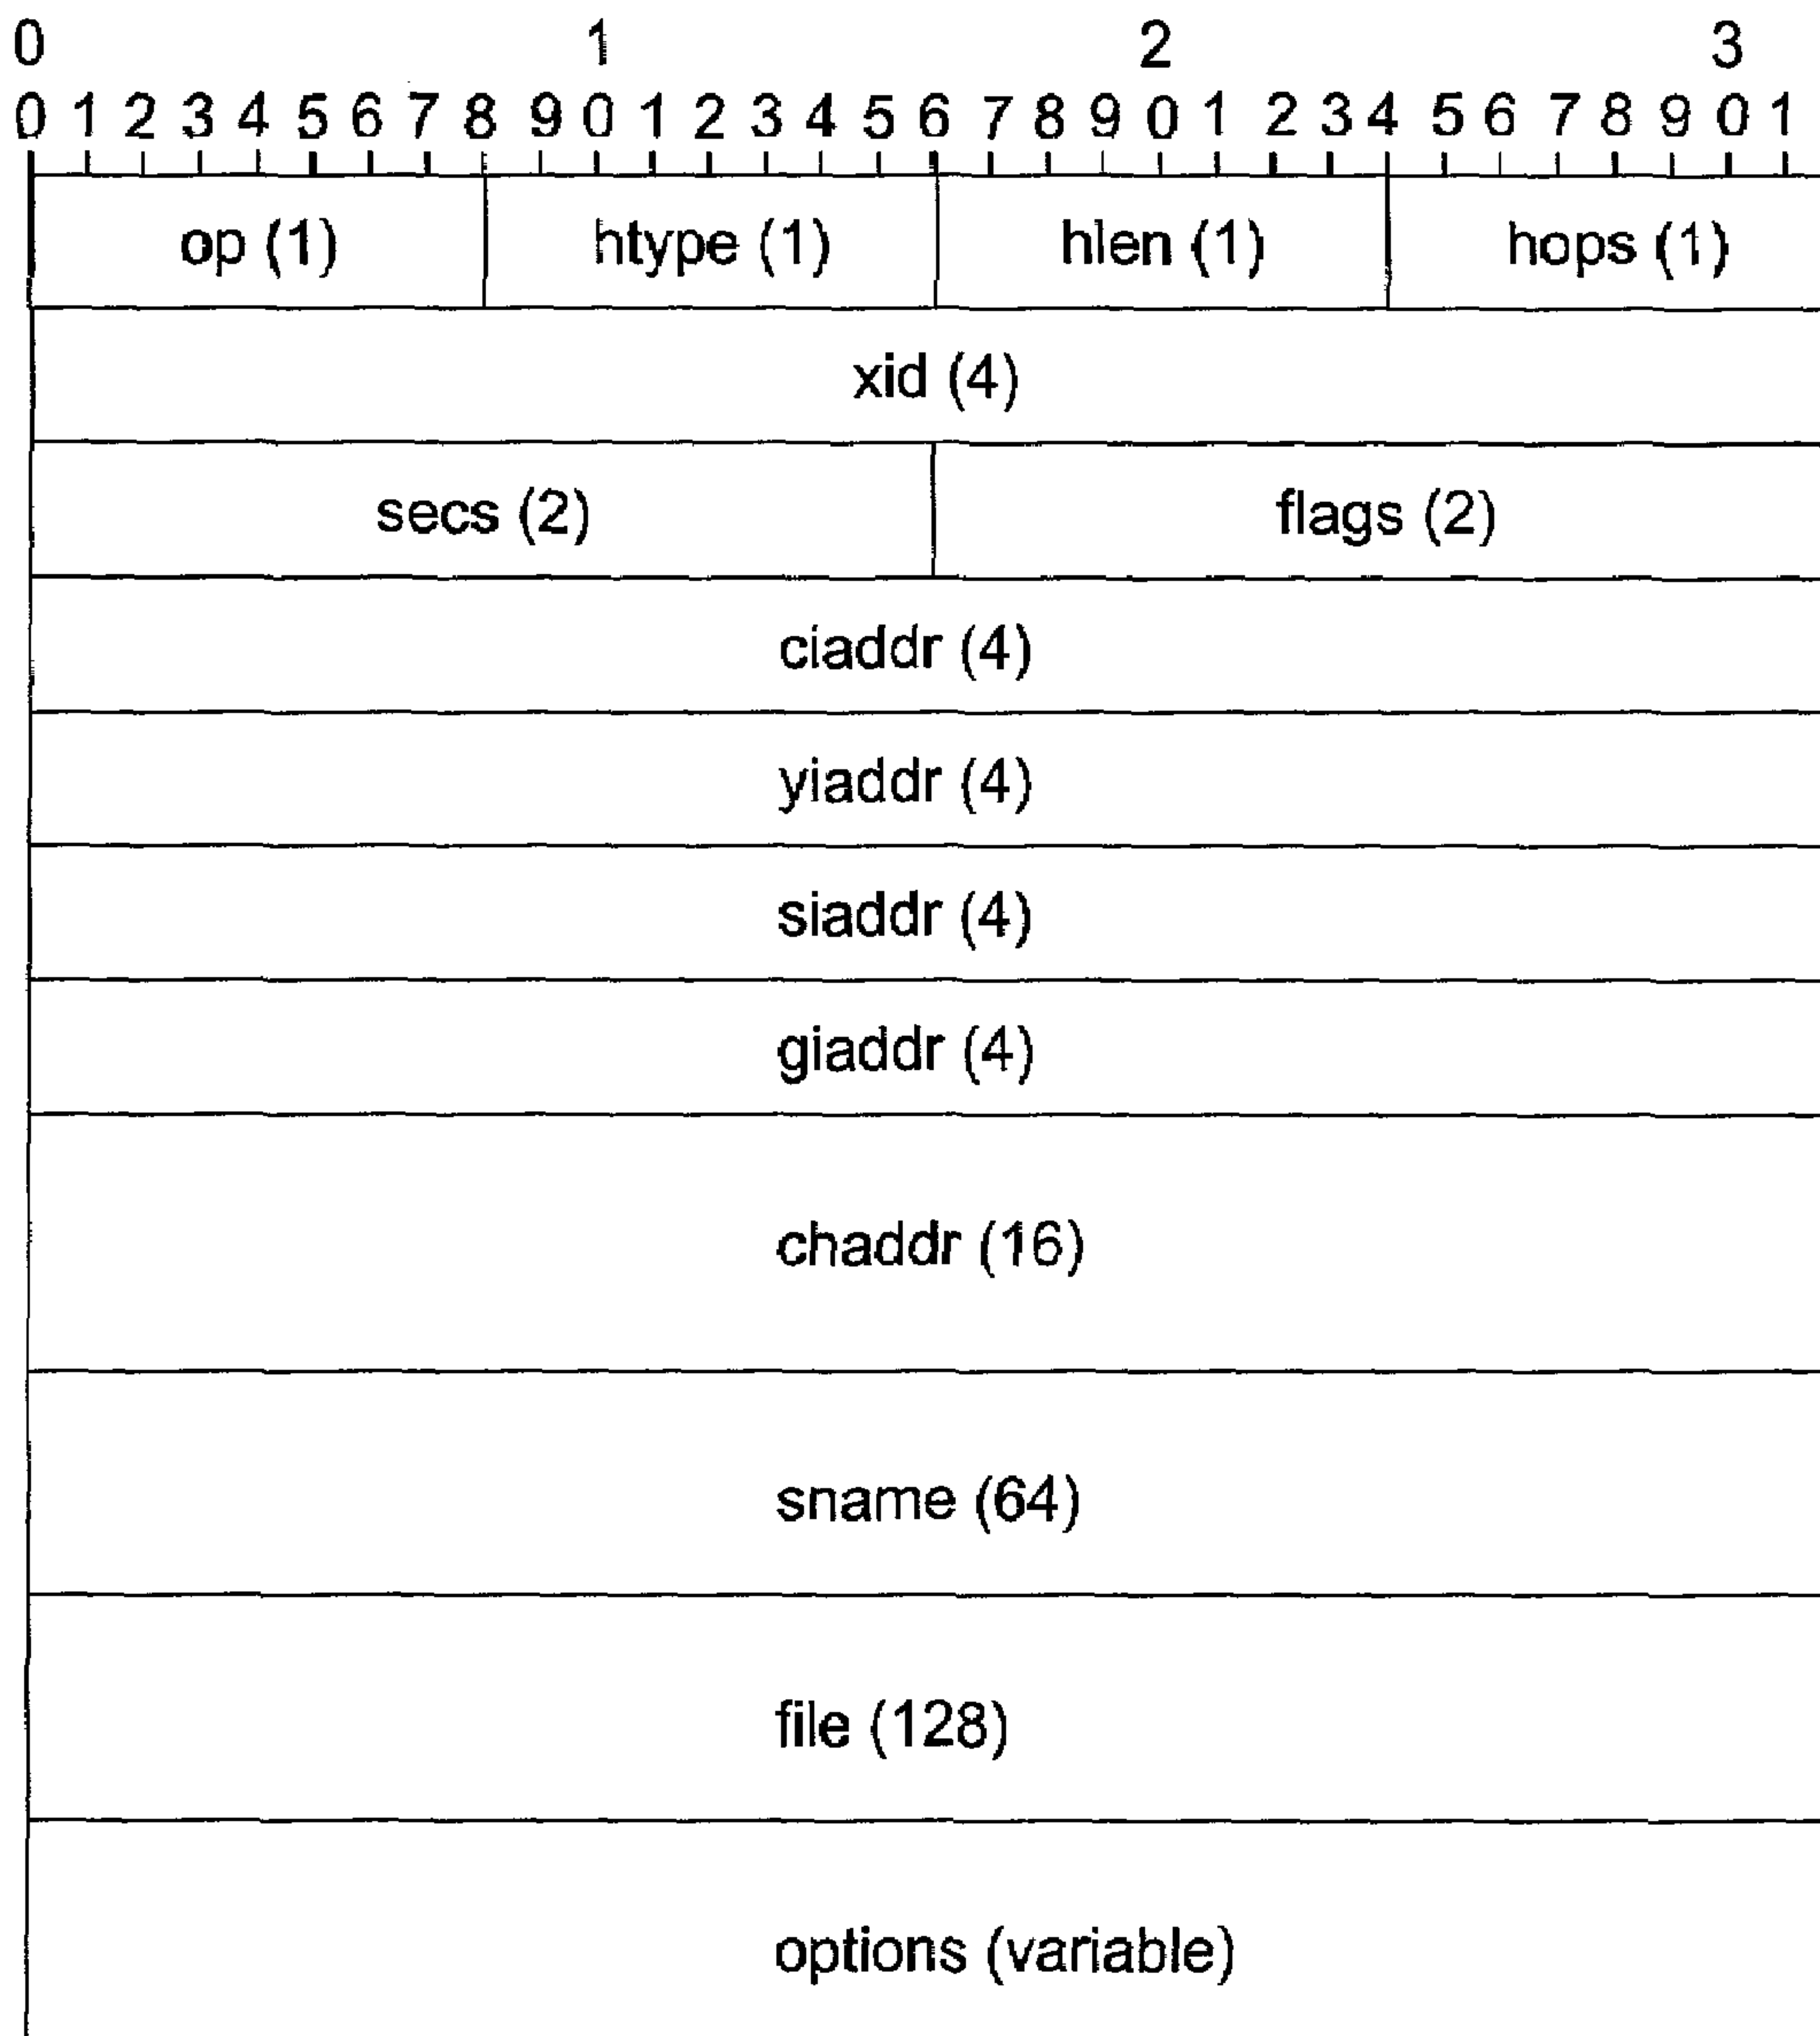 0 1 2 3
0 1 2 3 4 5 6 7 8 9 0 1 2 3 4 5 6 7 8 9 0 1 2 3 4 5 6 7 8 9 0 1
op (1) htype (1) hlen (1) hops (1)
xid (4)
secs (2) flags (2)
ciaddr (4)
yiaddr (4)
siaddr (4)
giaddr (4)
chaddr (16)
sname (64)
file (128)
options (variable)